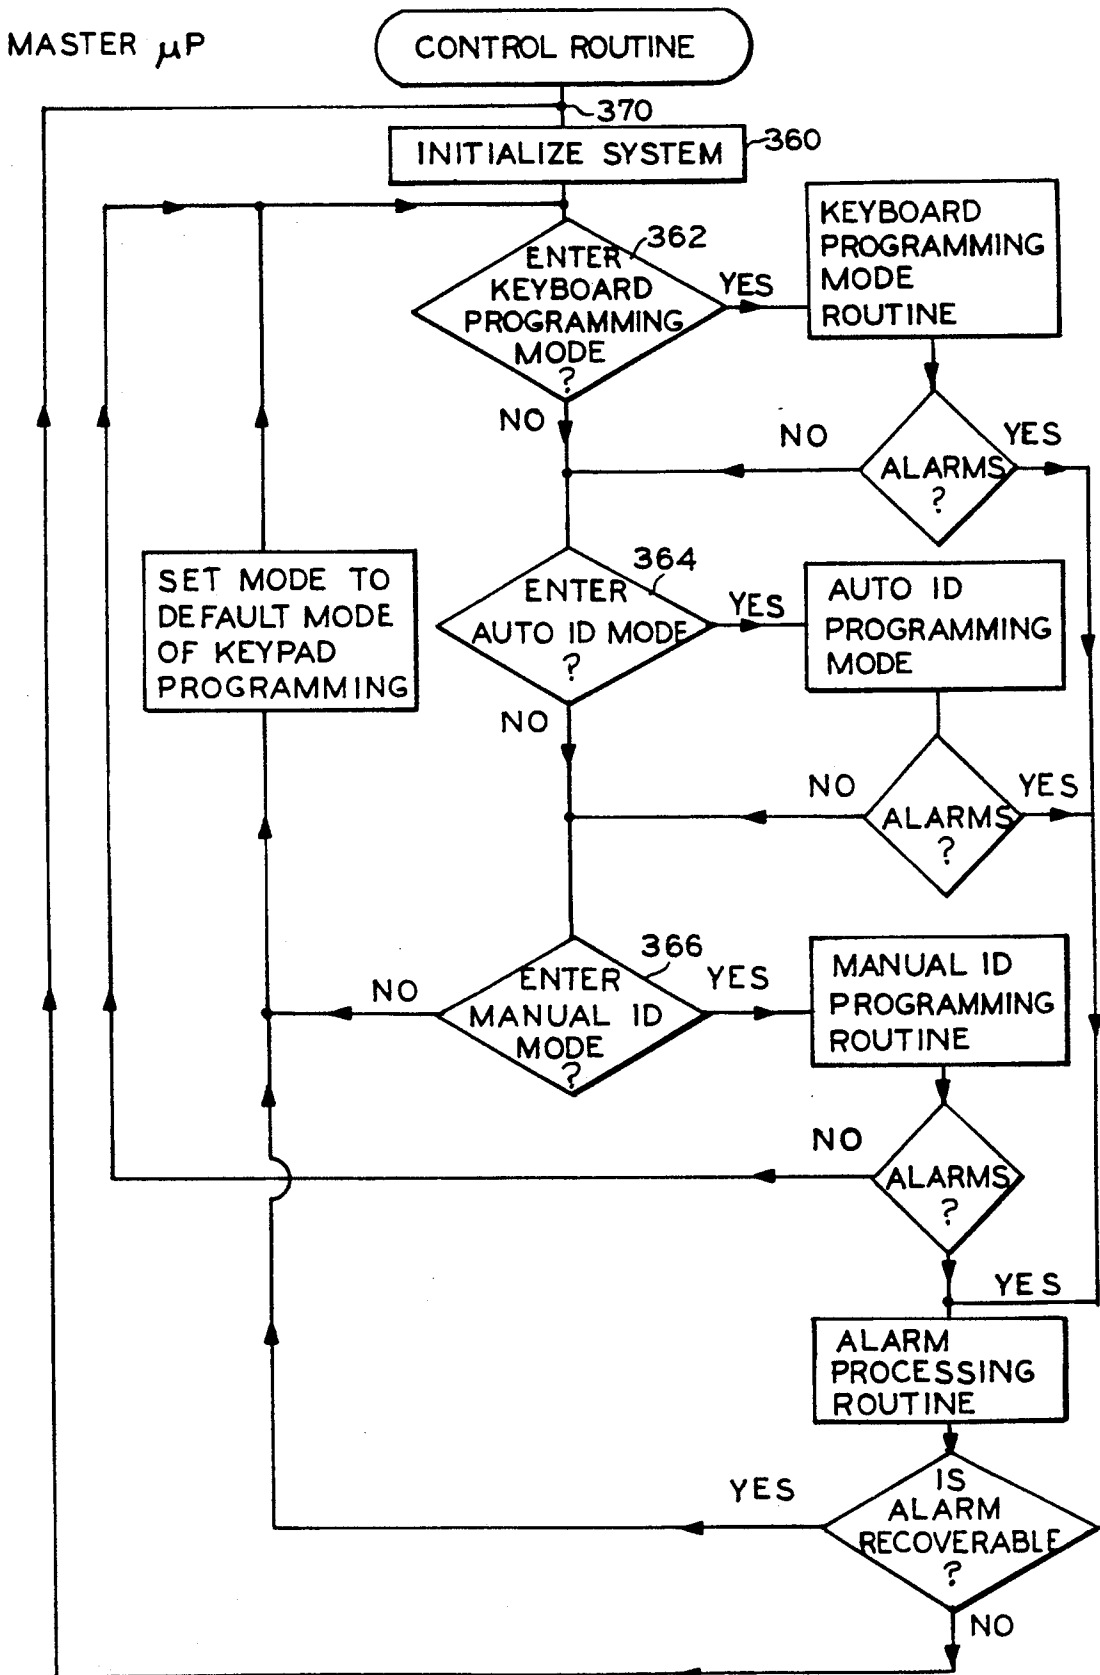 MASTER μP
CONTROL ROUTINE
370
INITIALIZE SYSTEM
360
ENTER
KEYBOARD
PROGRAMMING
MODE
?
362
YES
KEYBOARD
PROGRAMMING
MODE
ROUTINE
NO
ALARMS
?
NO
YES
SET MODE TO
DEFAULT MODE
OF KEYPAD
PROGRAMMING
ENTER
AUTO ID MODE
?
364
YES
AUTO ID
PROGRAMMING
MODE
NO
ALARMS
?
NO
YES
ENTER
MANUAL ID
MODE
?
366
NO
YES
MANUAL ID
PROGRAMMING
ROUTINE
ALARMS
?
NO
YES
ALARM
PROCESSING
ROUTINE
IS
ALARM
RECOVERABLE
?
YES
NO